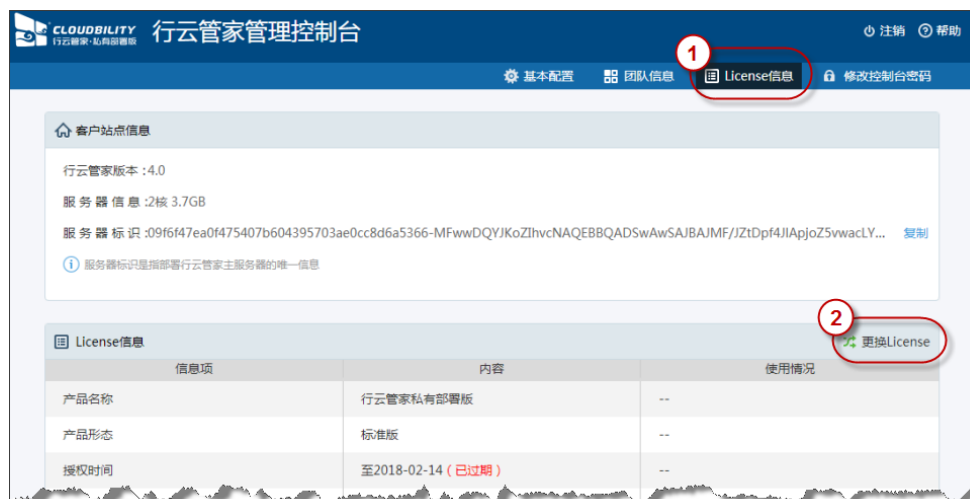 CLOUDBILITY
行云管家·私有部署版
行云管家管理控制台
注销 帮助
1
基本配置 团队信息 License信息 修改控制台密码
客户站点信息
行云管家版本 :4.0
服 务 器 信 息 :2核 3.7GB
服 务 器 标 识 :09f6f47ea0f475407b604395703ae0cc8d6a5366-MFwwDQYJKoZIhvcNAQEBBQADSwAwSAJBAJMF/JZtDpf4JIApjoZ5vwacLY... 复制
服务器标识是指部署行云管家主服务器的唯一信息
2
License信息 更换License
信息项 内容 使用情况
产品名称 行云管家私有部署版 --
产品形态 标准版 --
授权时间 至2018-02-14 ( 已过期 ) --